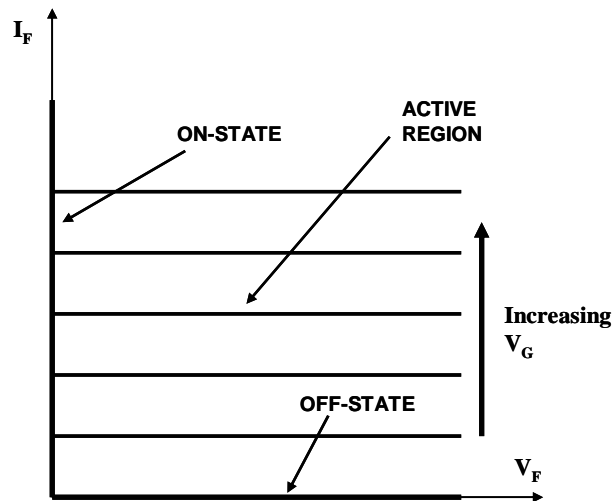 I_F
ACTIVE
REGION
ON-STATE
Increasing
V_G
OFF-STATE
V_F